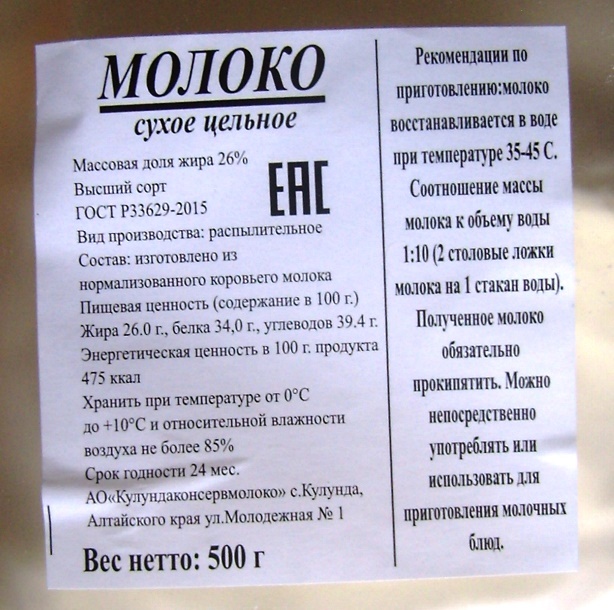 МОЛОКО
сухое цельное
Массовая доля жира 26%
Высший сорт
ГОСТ Р33629-2015
ЕАС
Вид производства: распылительное
Состав: изготовлено из
нормализованного коровьего молока
Пищевая ценность (содержание в 100 г.)
Жира 26.0 г., белка 34,0 г., углеводов 39.4 г.
Энергетическая ценность в 100 г. продукта
475 ккал
Хранить при температуре от 0°С
до +10°С и относительной влажности
воздуха не более 85%
Срок годности 24 мес.
АО«Кулундаконсервмолоко» с.Кулунда,
Алтайского края ул.Молодежная № 1
Вес нетто: 500 г
Рекомендации по
приготовлению:молоко
восстанавливается в воде
при температуре 35-45 С.
Соотношение массы
молока к объему воды
1:10 (2 столовые ложки
молока на 1 стакан воды).
Полученное молоко
обязательно
прокипятить. Можно
непосредственно
употреблять или
использовать для
приготовления молочных
блюд.